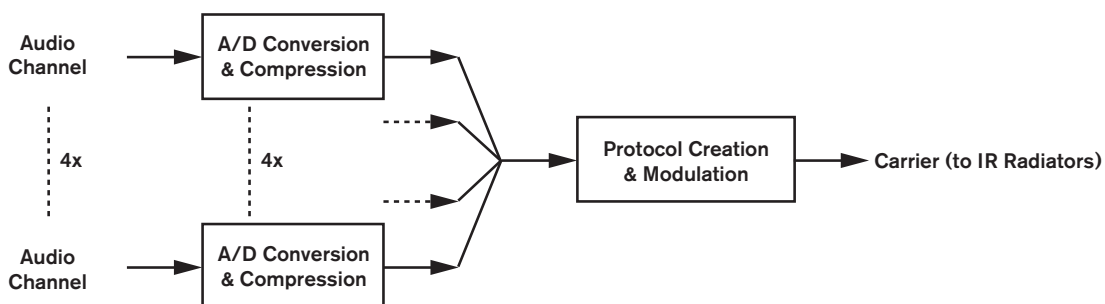 Audio
Channel
A/D Conversion
& Compression
4x
4x
Protocol Creation
& Modulation
Carrier (to IR Radiators)
Audio
Channel
A/D Conversion
& Compression